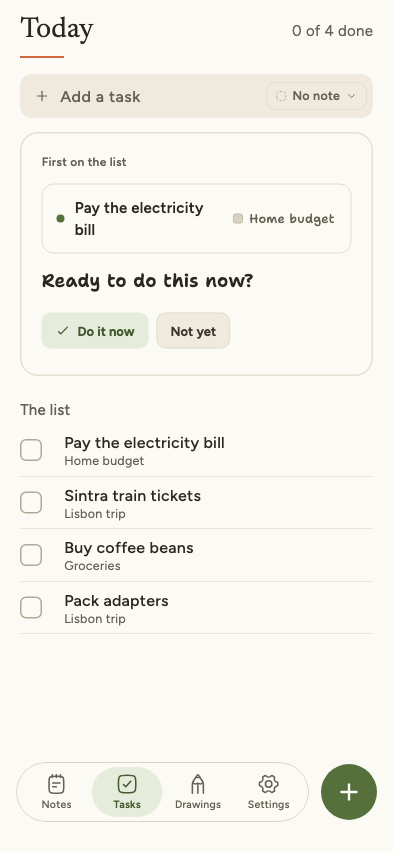 Today
0 of 4 done
Add a task
No note
First on the list
Pay the electricity
bill
Home budget
Ready to do this now?
Do it now
Not yet
The list
Pay the electricity bill
Home budget
Sintra train tickets
Lisbon trip
Buy coffee beans
Groceries
Pack adapters
Lisbon trip
Notes
Tasks
Drawings
Settings